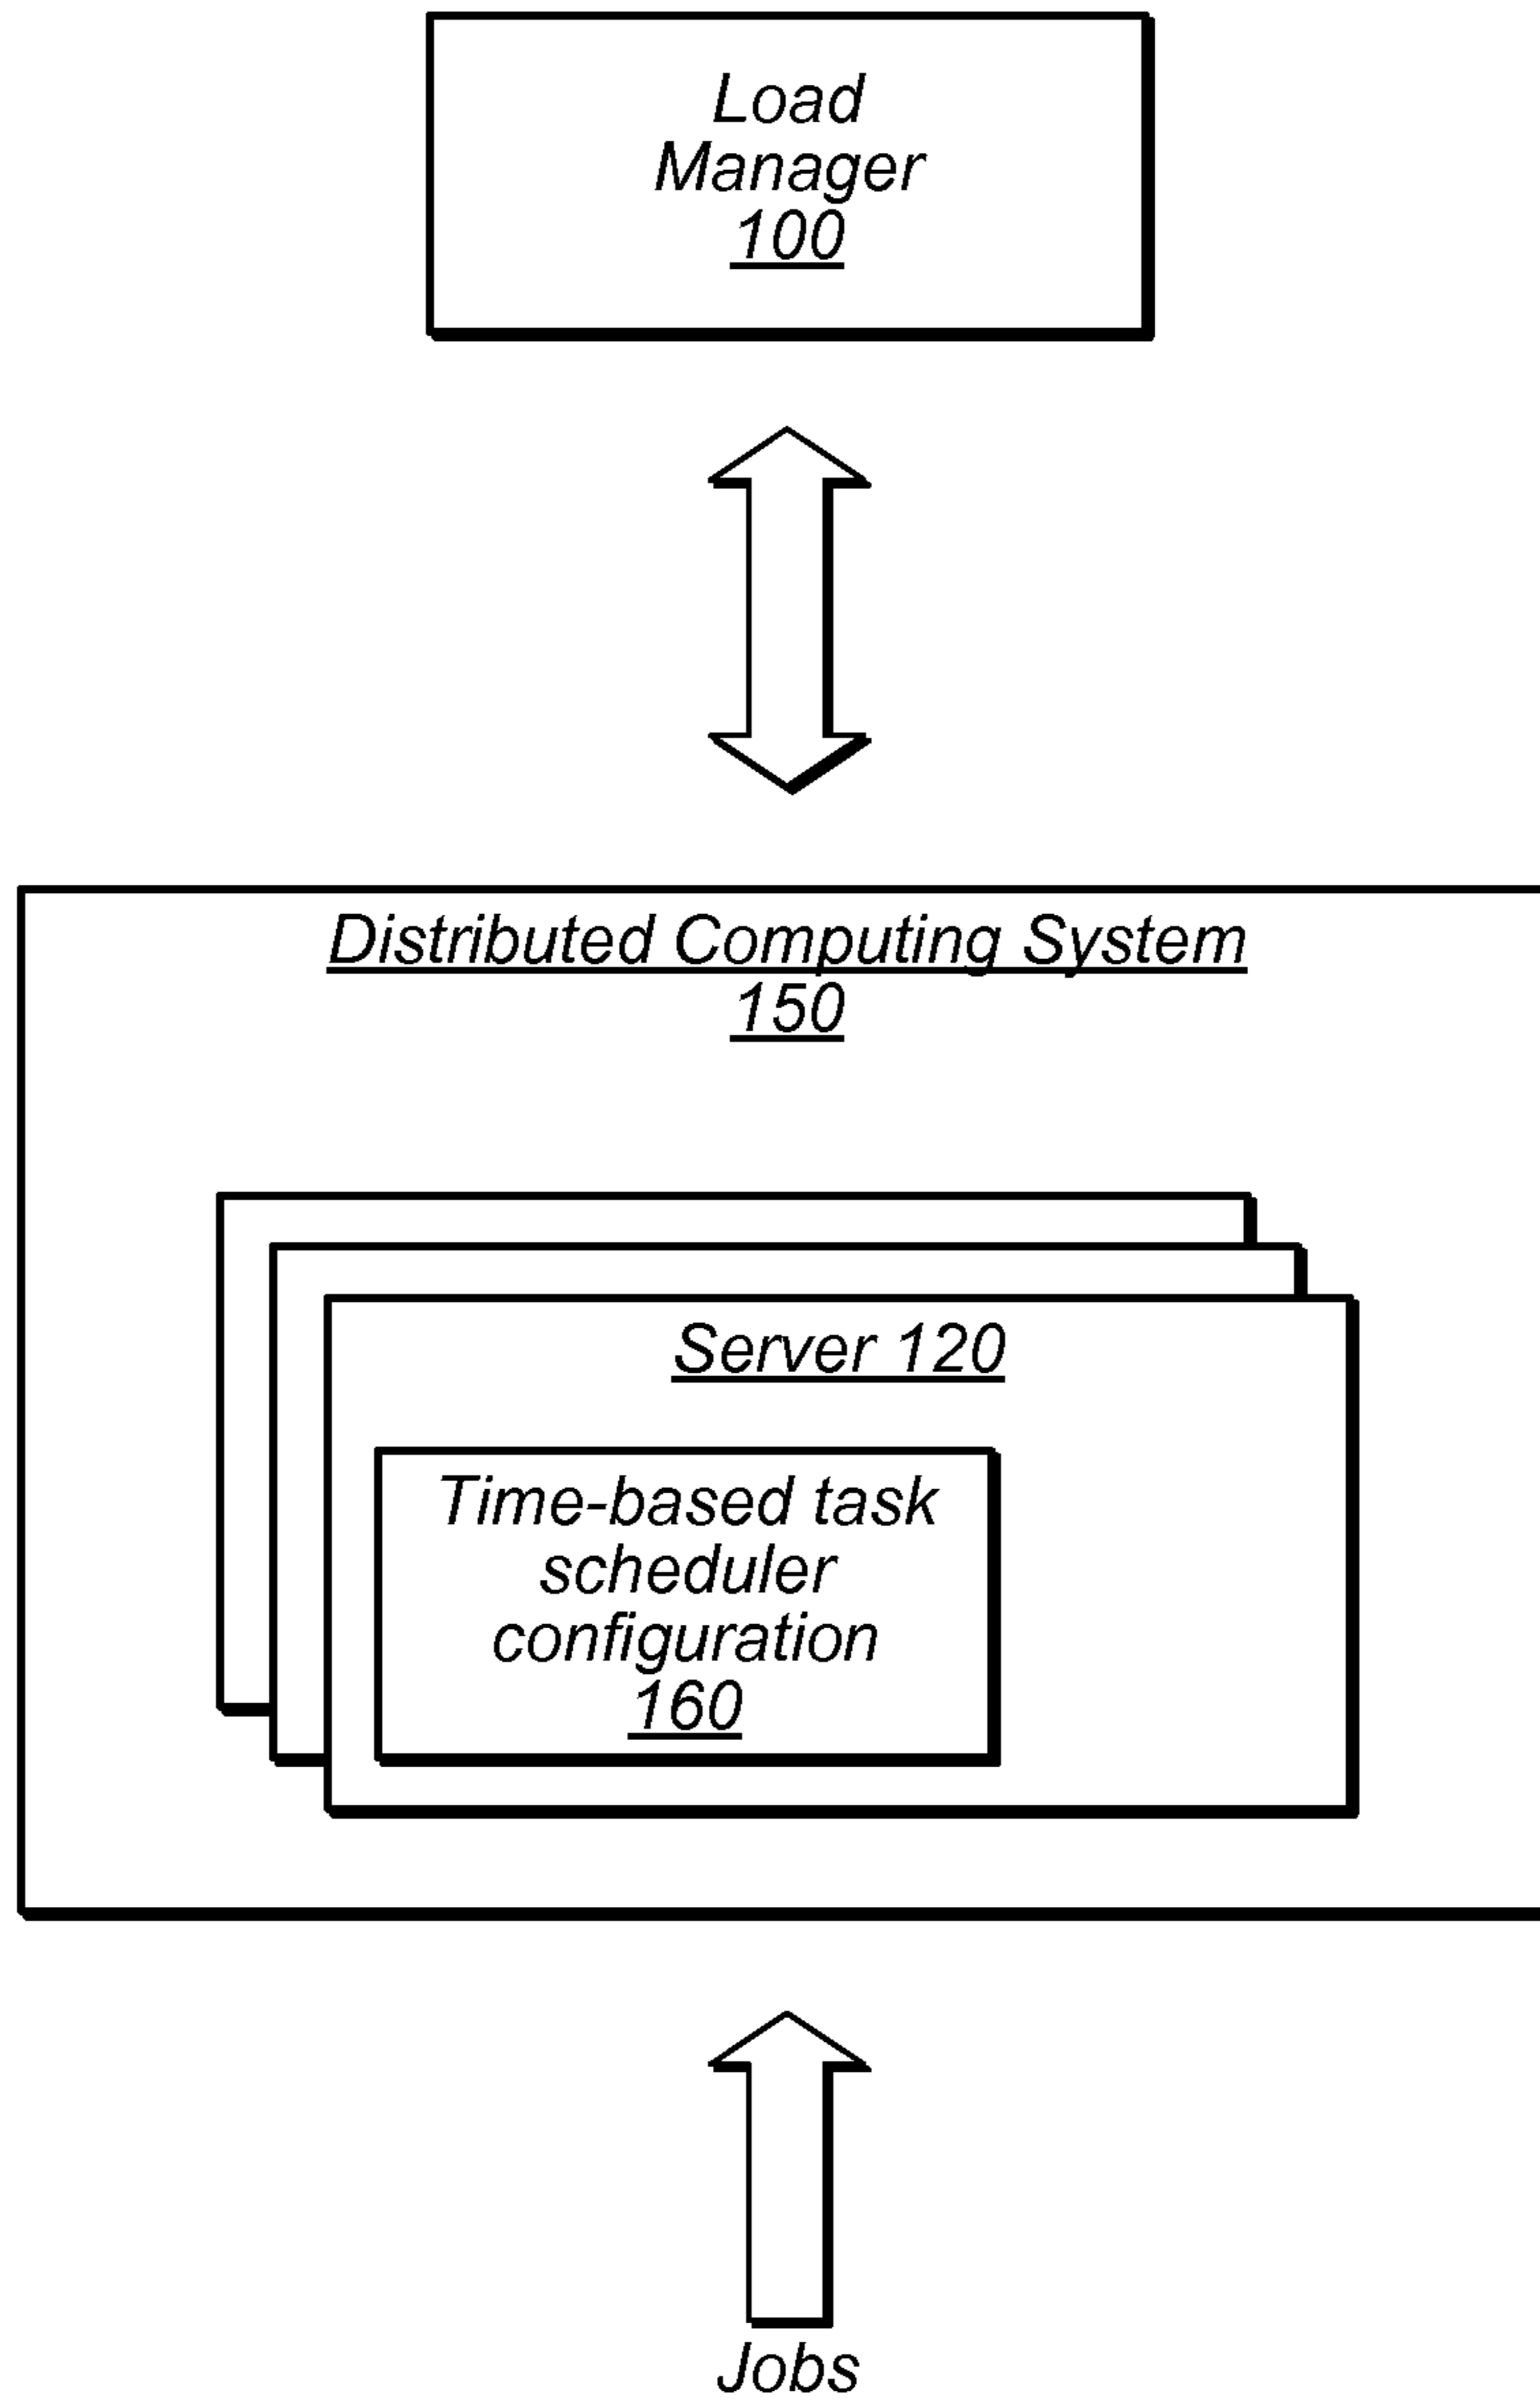 Load
Manager
100
Distributed Computing System
150
Server 120
Time-based task
scheduler
configuration
160
Jobs